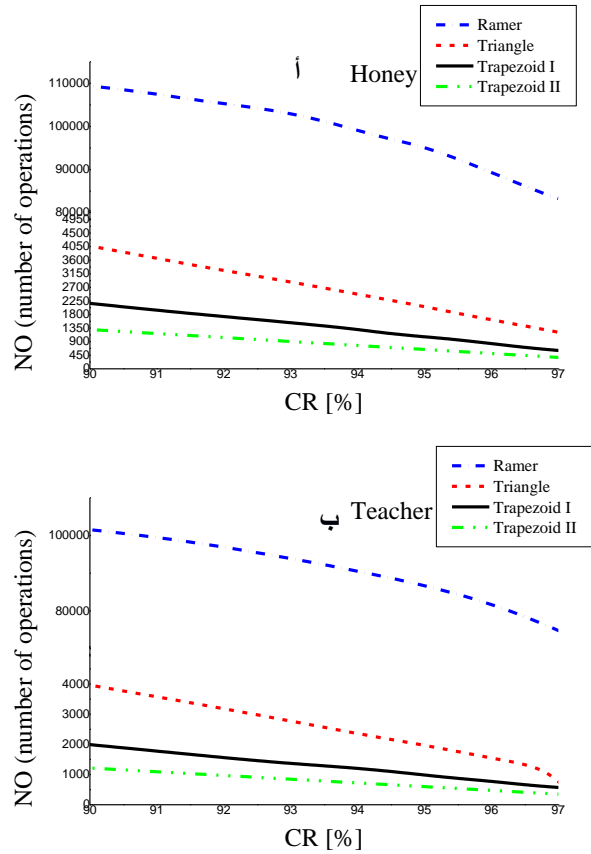 Ramer
Triangle
Trapezoid I
Trapezoid II
أ Honey
NO (number of operations)
110000
100000
90000
80000
4950
4500
4050
3600
3150
2700
2250
1800
1350
900
450
0
90 91 92 93 94 95 96 97
CR [%]
Ramer
Triangle
Trapezoid I
Trapezoid II
ب Teacher
NO (number of operations)
100000
80000
4000
3000
2000
1000
0
90 91 92 93 94 95 96 97
CR [%]